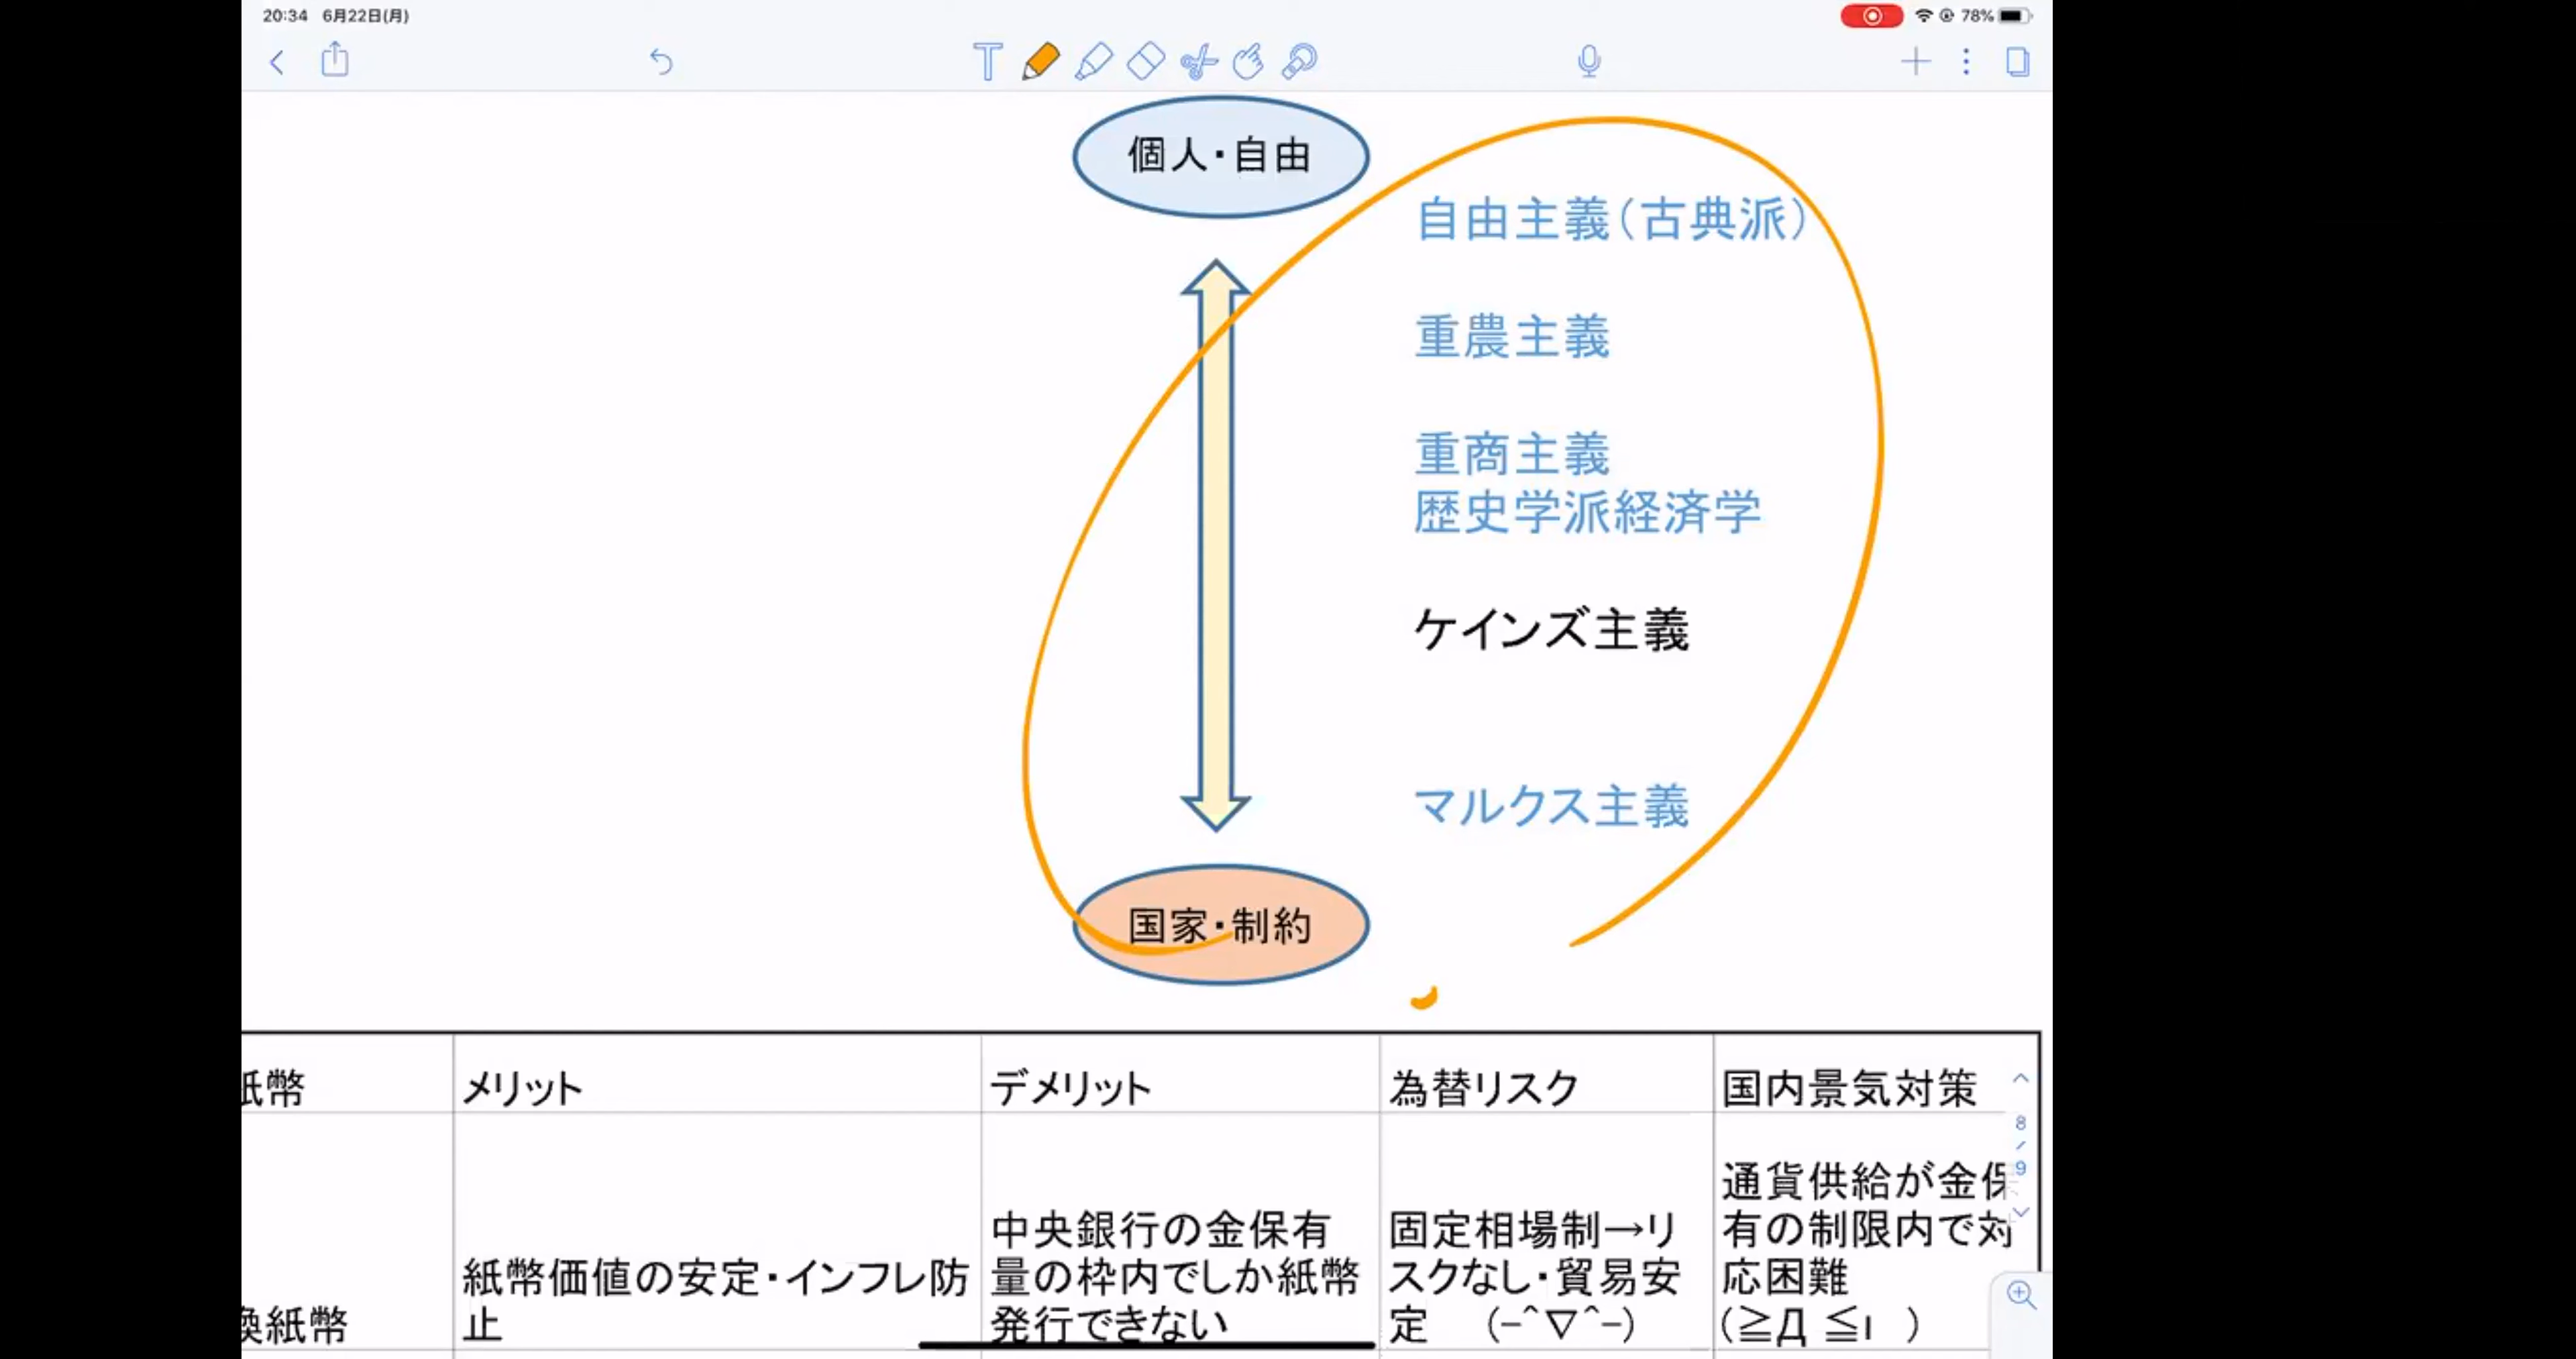 20:34 6月22日(月)
78%
個人・自由
自由主義(古典派)
重農主義
重商主義
歴史学派経済学
ケインズ主義
マルクス主義
国家・制約
紙幣
メリット
デメリット
為替リスク
国内景気対策
8
9
換紙幣
紙幣価値の安定・インフレ防
止
中央銀行の金保有
量の枠内でしか紙幣
発行できない
固定相場制→リ
スクなし・貿易安
定 (−^▽^−)
通貨供給が金保
有の制限内で対
応困難
(≧Д≦ı )